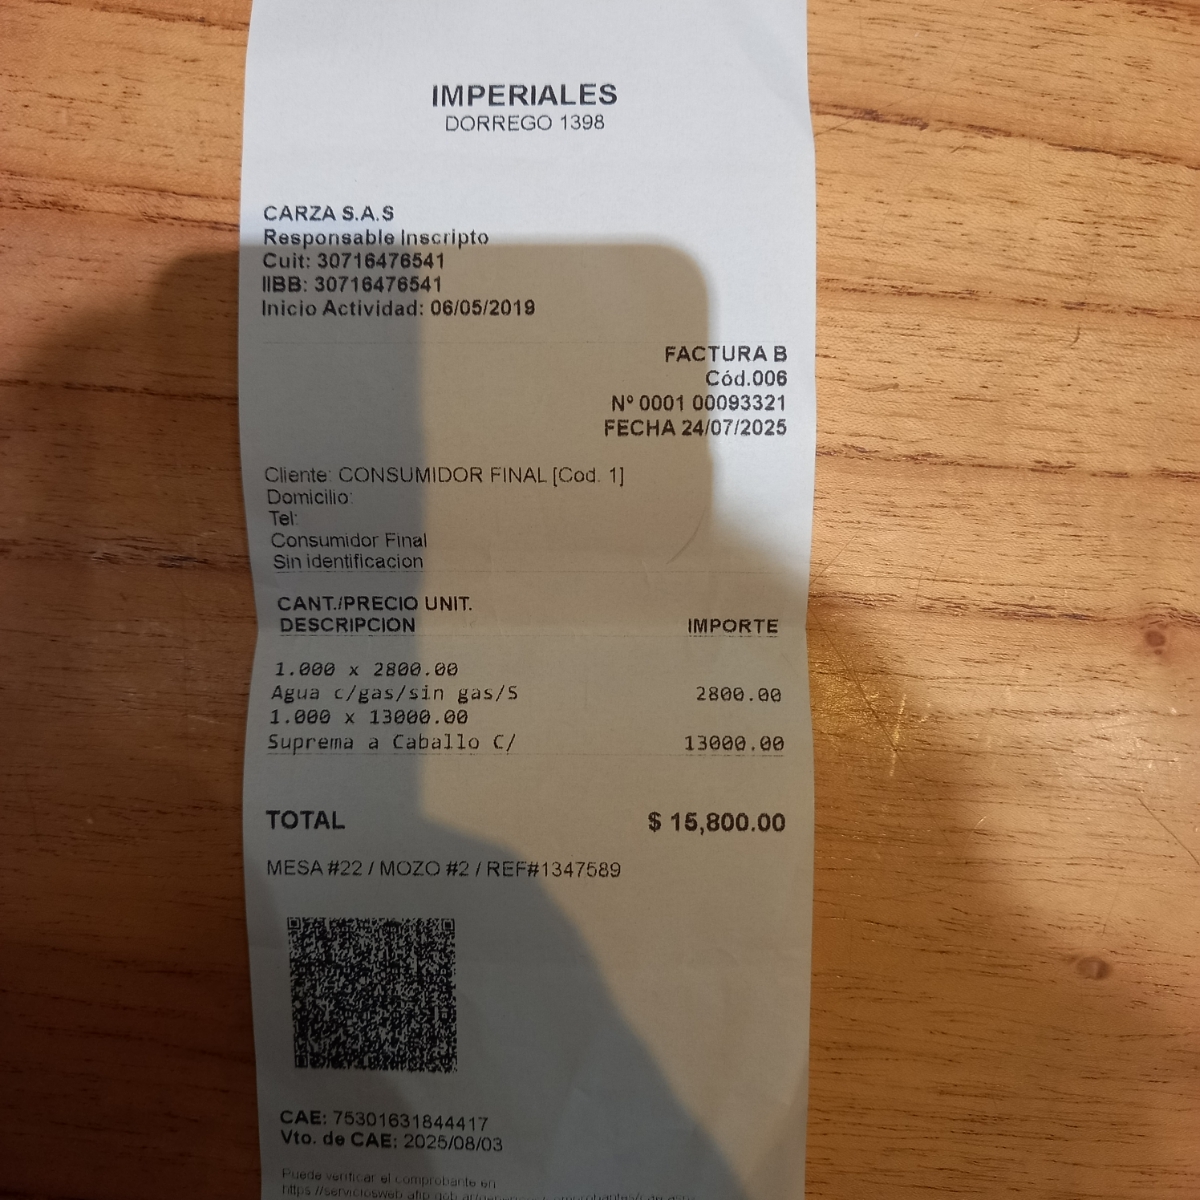 IMPERIALES
DORREGO 1398
CARZA S.A.S
Responsable Inscripto
Cuit: 30716476541
IIBB: 30716476541
Inicio Actividad: 06/05/2019
FACTURA B
Cód.006
Nº 0001 00093321
FECHA 24/07/2025
Cliente: CONSUMIDOR FINAL [Cod. 1]
Domicilio:
Tel:
Consumidor Final
Sin identificacion
CANT./PRECIO UNIT.
DESCRIPCION IMPORTE
1.000 x 2800.00
Agua c/gas/sin gas/S 2800.00
1.000 x 13000.00
Suprema a Caballo C/ 13000.00
TOTAL $ 15,800.00
MESA #22 / MOZO #2 / REF#1347589
CAE: 75301631844417
Vto. de CAE: 2025/08/03
Puede verificar el comprobante en